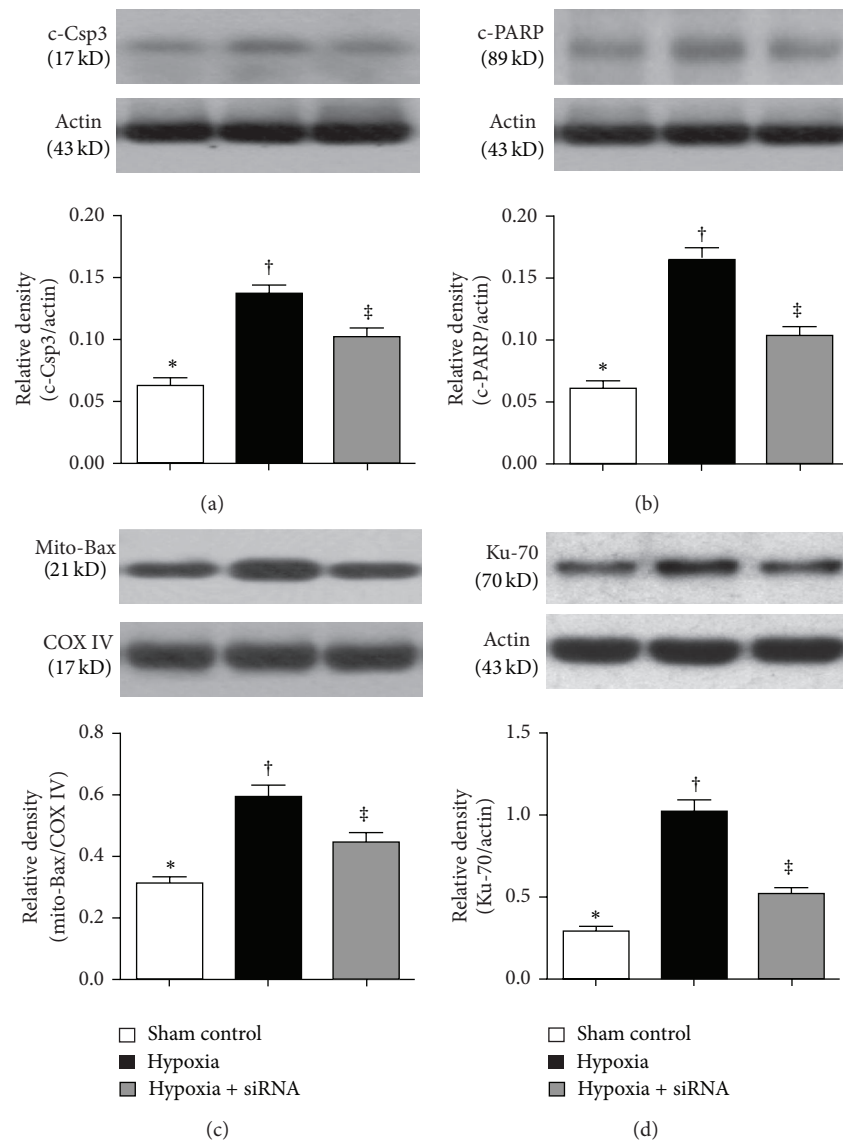 c-Csp3
(17 kD)
Actin
(43 kD)
0.20
0.15
0.10
0.05
0.00
Relative density
(c-Csp3/actin)
*
†
‡
(a)
c-PARP
(89 kD)
Actin
(43 kD)
0.20
0.15
0.10
0.05
0.00
Relative density
(c-PARP/actin)
*
†
‡
(b)
Mito-Bax
(21 kD)
COX IV
(17 kD)
0.8
0.6
0.4
0.2
0.0
Relative density
(mito-Bax/COX IV)
*
†
‡
Sham control
Hypoxia
Hypoxia + siRNA
(c)
Ku-70
(70 kD)
Actin
(43 kD)
1.5
1.0
0.5
0.0
Relative density
(Ku-70/actin)
*
†
‡
Sham control
Hypoxia
Hypoxia + siRNA
(d)